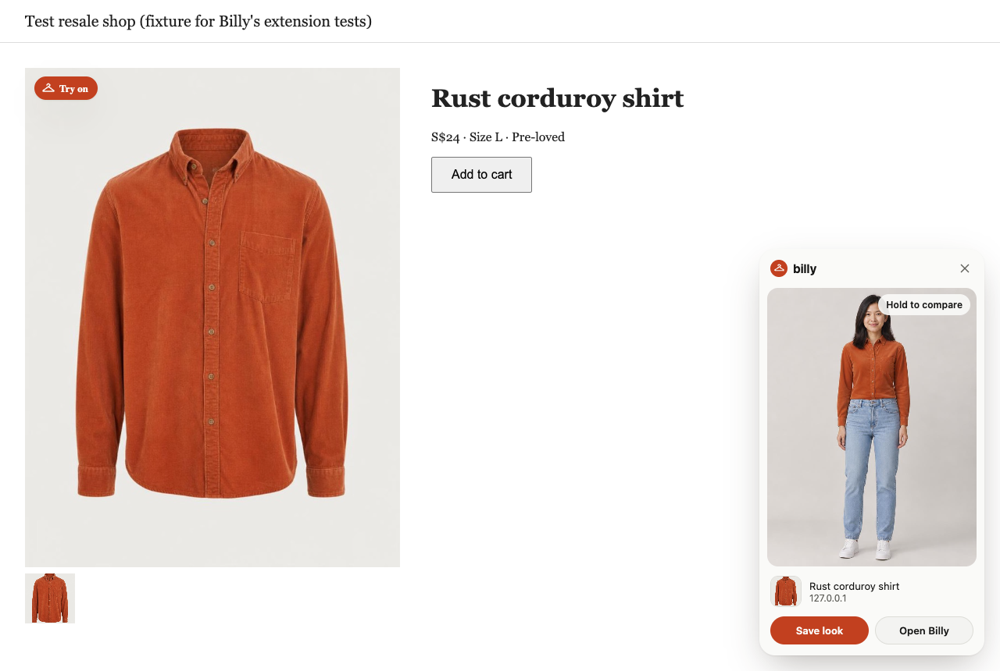 Test resale shop (fixture for Billy's extension tests)
Try on
Rust corduroy shirt
S$24 · Size L · Pre-loved
Add to cart
billy
Hold to compare
Rust corduroy shirt
127.0.0.1
Save look
Open Billy